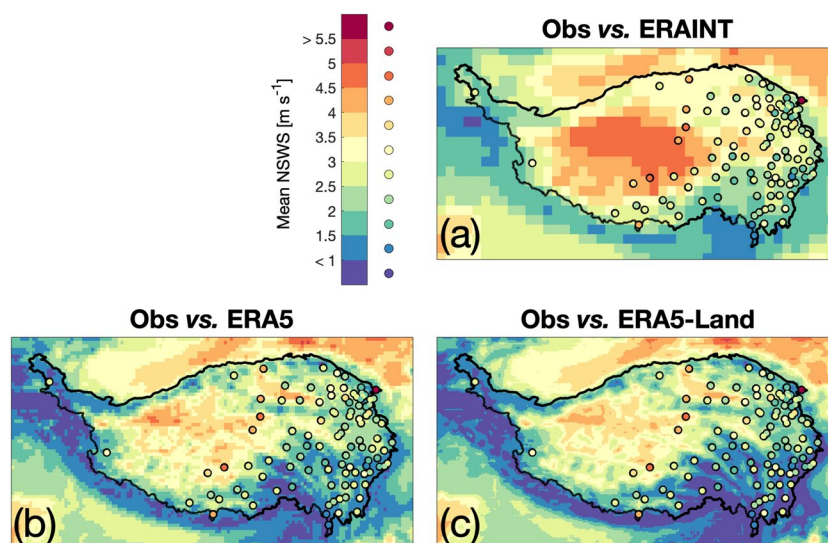 Obs vs. ERAINT
Mean NSWS [m s⁻¹]
> 5.5
5
4.5
4
3.5
3
2.5
2
1.5
< 1
(a)
Obs vs. ERA5
Obs vs. ERA5-Land
(b)
(c)